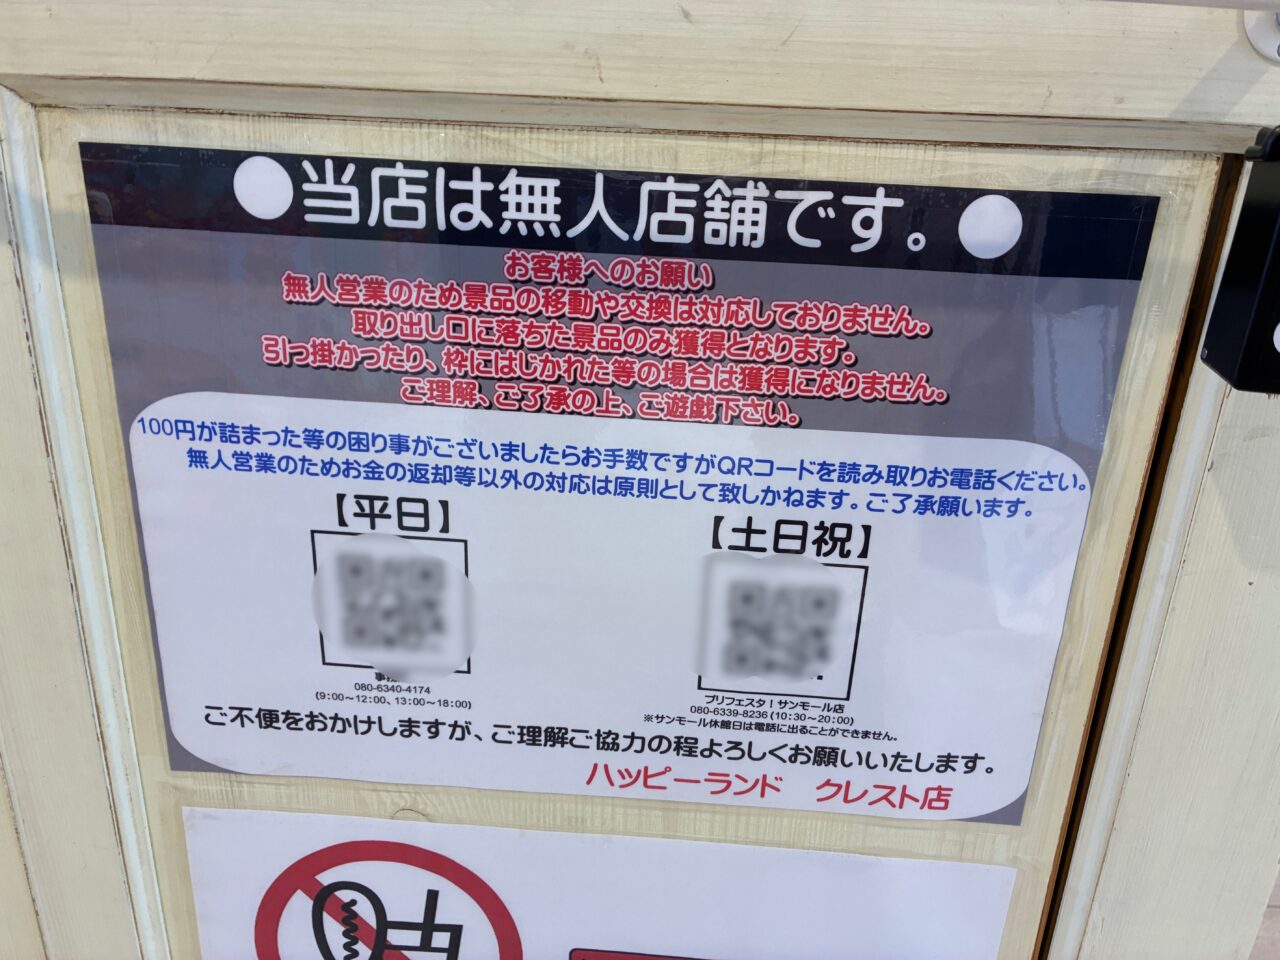 ●当店は無人店舗です。●
お客様へのお願い
無人営業のため景品の移動や交換は対応しておりません。
取り出し口に落ちた景品のみ獲得となります。
引っ掛かったり、枠にはじかれた等の場合は獲得になりません。
ご理解、ご了承の上、ご遊戯下さい。
100円が詰まった等の困り事がございましたらお手数ですがQRコードを読み取りお電話ください。
無人営業のためお金の返却等以外の対応は原則として致しかねます。ご了承願います。
【平日】
080-6340-4174
(9:00～12:00、13:00～18:00)
【土日祝】
プリフェスタ！サンモール店
080-6339-8236(10:30～20:00)
※サンモール休館日は電話に出ることができません。
ご不便をおかけしますが、ご理解ご協力の程よろしくお願いいたします。
ハッピーランド　クレスト店